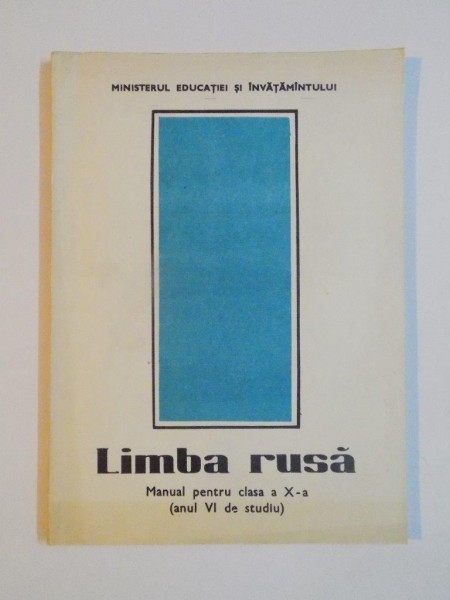 MINISTERUL EDUCAȚIEI ȘI ÎNVĂȚĂMÎNTULUI
Limba rusă
Manual pentru clasa a X-a
(anul VI de studiu)